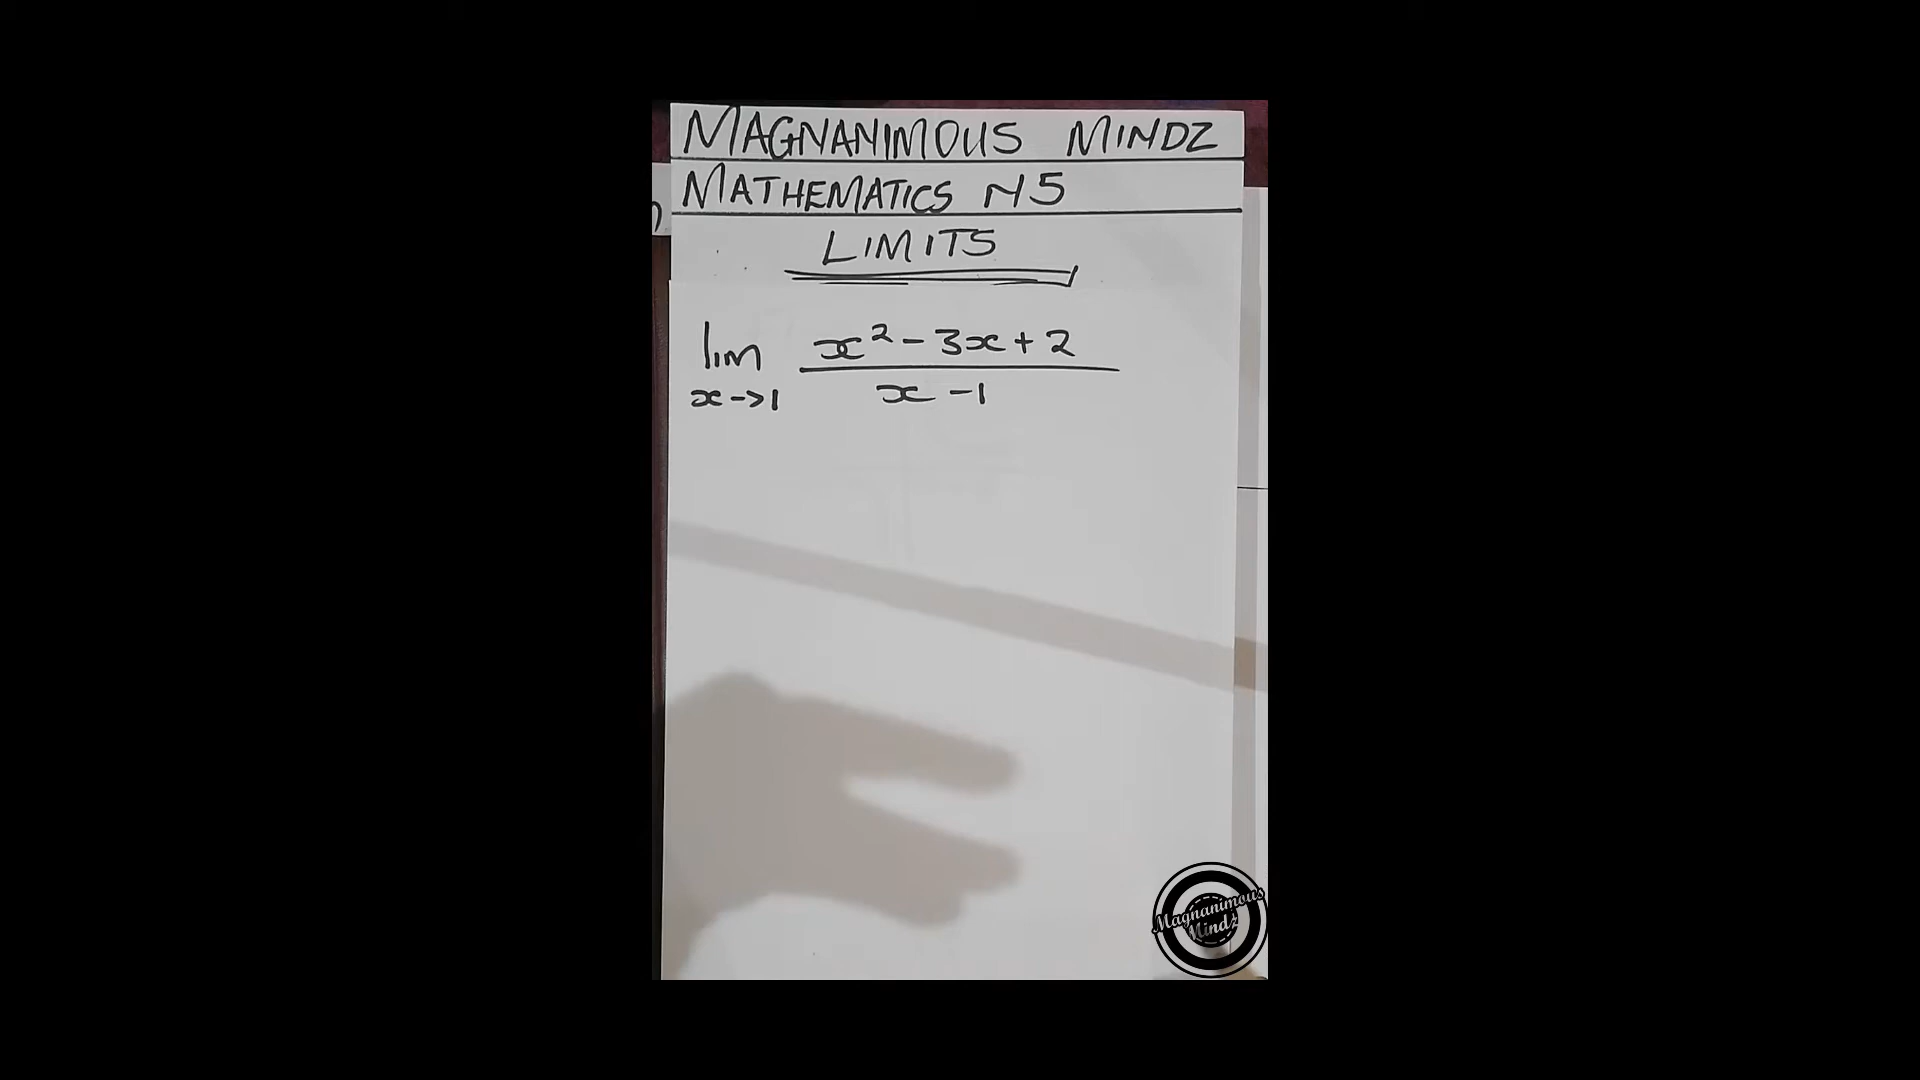 MAGNANIMOUS MINDZ
MATHEMATICS N5
LIMITS
lim x²-3x+2
x->1 x-1
Magnanimous
Mindz